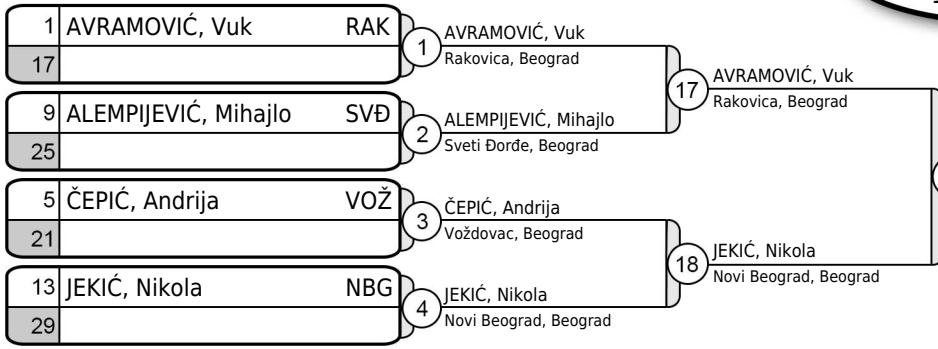 1 AVRAMOVIĆ, Vuk RAK
17
1
AVRAMOVIĆ, Vuk
Rakovica, Beograd
9 ALEMPIJEVIĆ, Mihajlo SVĐ
25
2
ALEMPIJEVIĆ, Mihajlo
Sveti Đorđe, Beograd
17
AVRAMOVIĆ, Vuk
Rakovica, Beograd
5 ČEPIĆ, Andrija VOŽ
21
3
ČEPIĆ, Andrija
Voždovac, Beograd
13 JEKIĆ, Nikola NBG
29
4
JEKIĆ, Nikola
Novi Beograd, Beograd
18
JEKIĆ, Nikola
Novi Beograd, Beograd